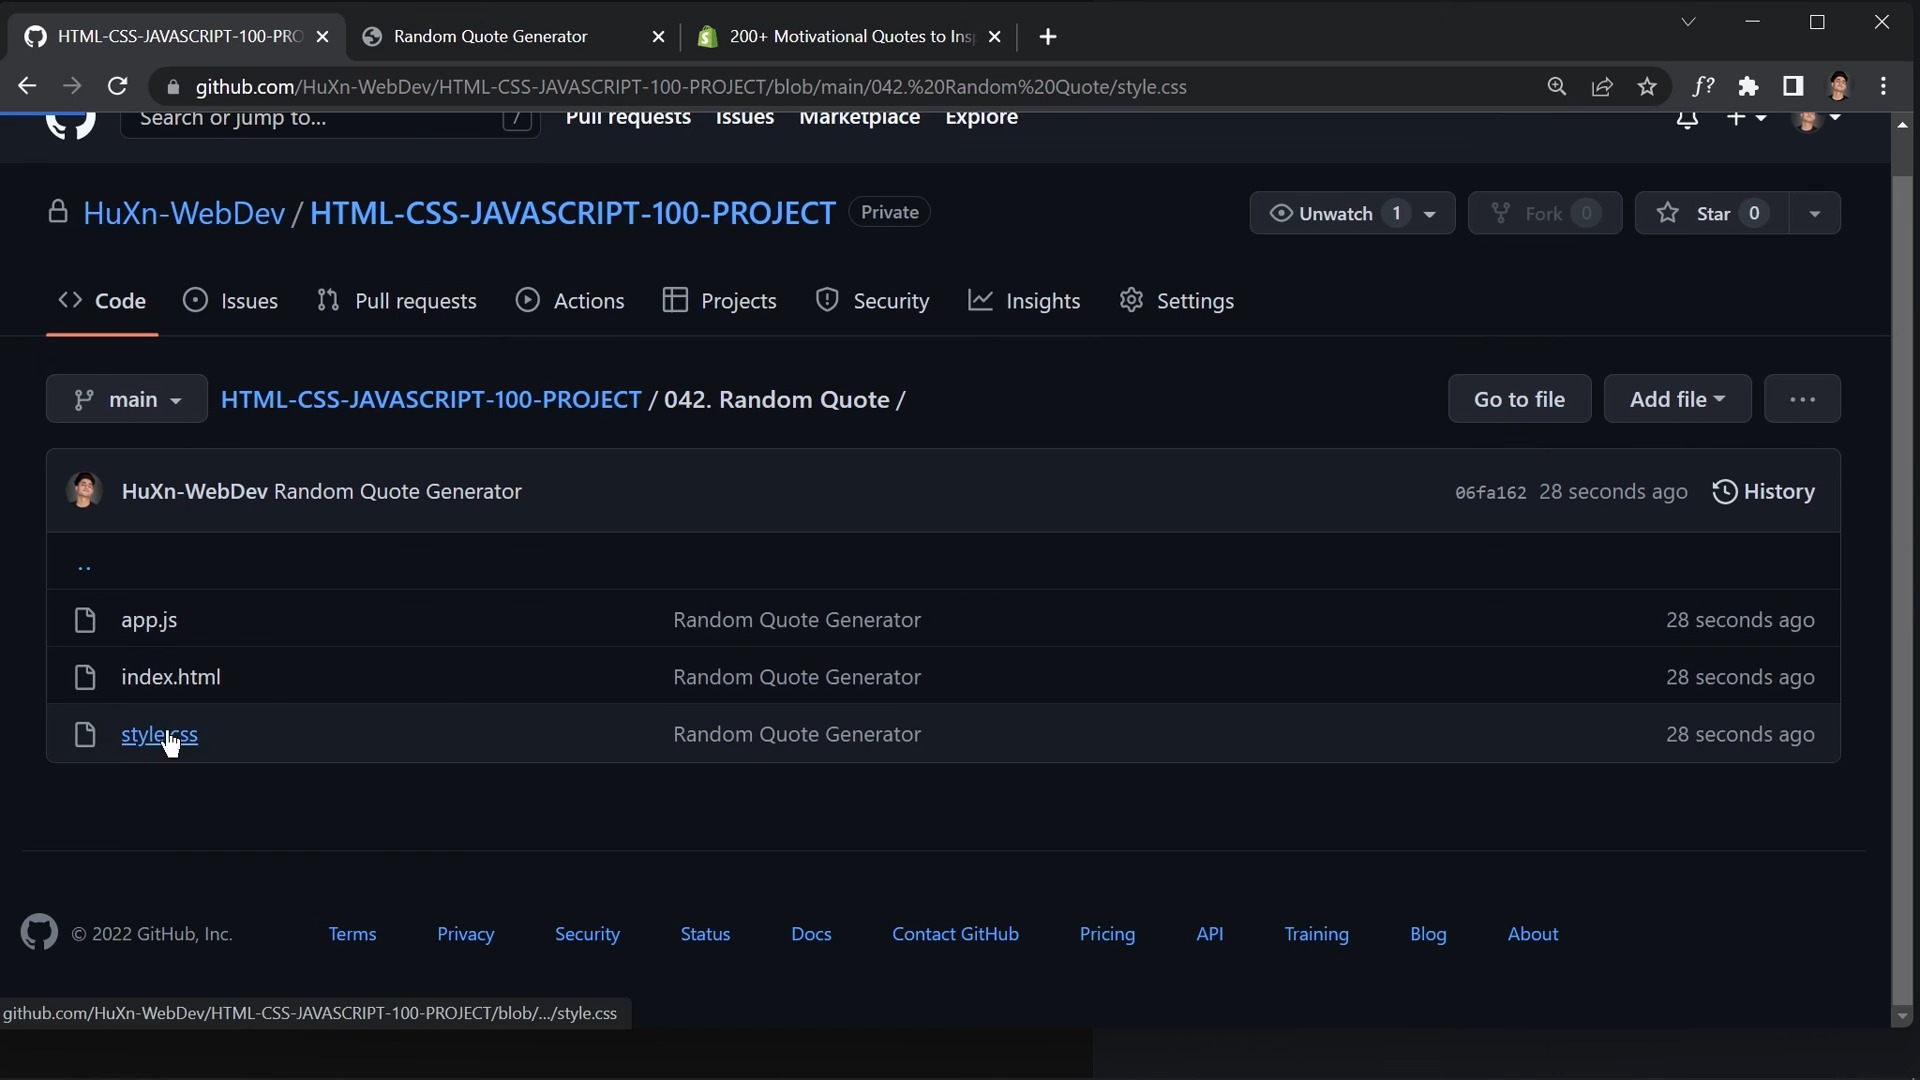 HTML-CSS-JAVASCRIPT-100-PRO
Random Quote Generator
200+ Motivational Quotes to Ins
github.com/HuXn-WebDev/HTML-CSS-JAVASCRIPT-100-PROJECT/blob/main/042.%20Random%20Quote/style.css
f?
Search or jump to... /
Pull requests Issues Marketplace Explore
HuXn-WebDev / HTML-CSS-JAVASCRIPT-100-PROJECT Private
Unwatch 1 Fork 0 Star 0
Code Issues Pull requests Actions Projects Security Insights Settings
main HTML-CSS-JAVASCRIPT-100-PROJECT / 042. Random Quote / Go to file Add file ...
HuXn-WebDev Random Quote Generator 06fa162 28 seconds ago History
..
app.js Random Quote Generator 28 seconds ago
index.html Random Quote Generator 28 seconds ago
style.css Random Quote Generator 28 seconds ago
© 2022 GitHub, Inc. Terms Privacy Security Status Docs Contact GitHub Pricing API Training Blog About
github.com/HuXn-WebDev/HTML-CSS-JAVASCRIPT-100-PROJECT/blob/.../style.css